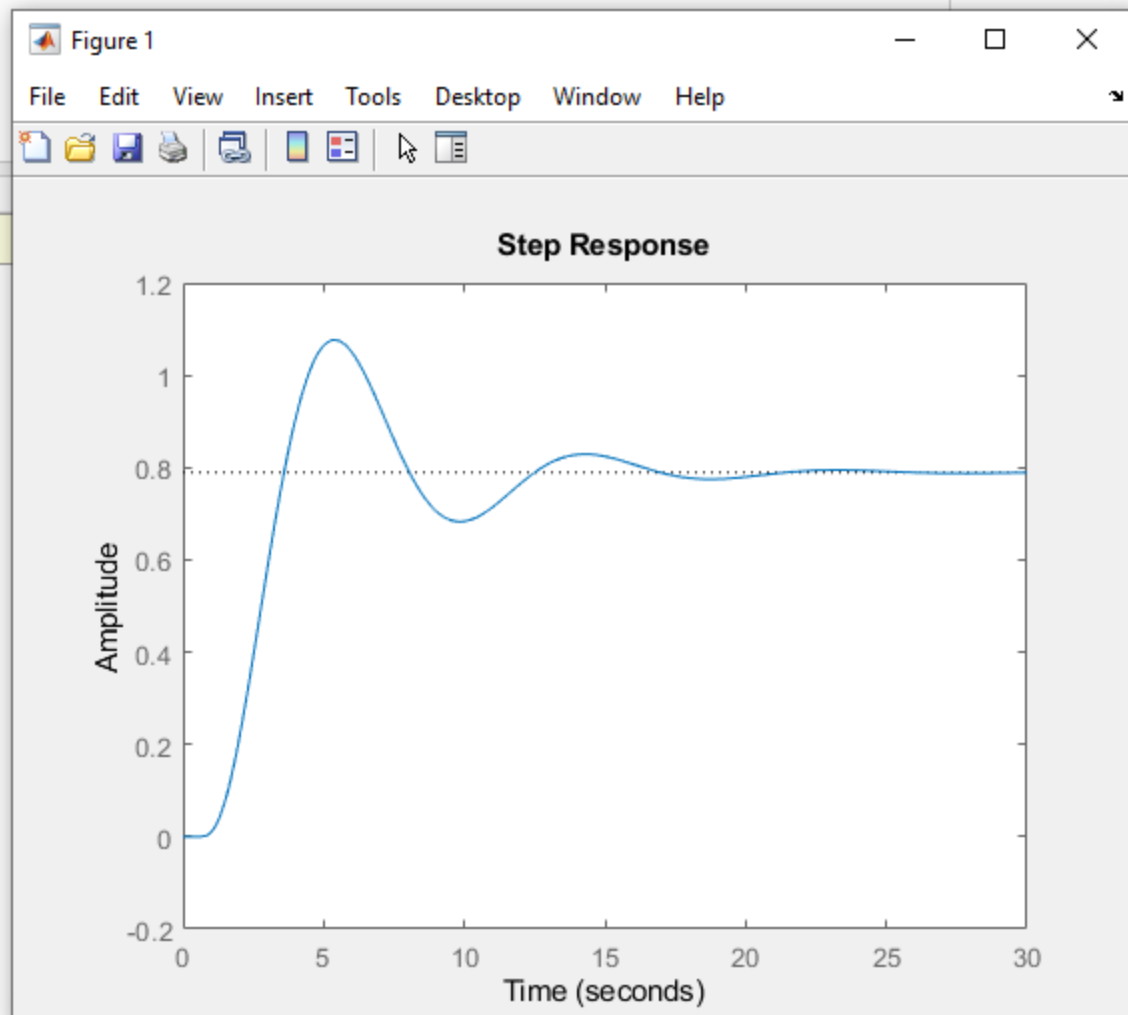 Figure 1
File Edit View Insert Tools Desktop Window Help
Step Response
1.2
1
0.8
0.6
0.4
0.2
0
-0.2
Amplitude
0 5 10 15 20 25 30
Time (seconds)